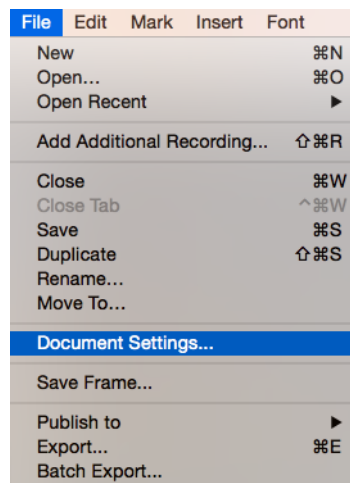 File Edit Mark Insert Font
New ⌘N
Open... ⌘O
Open Recent ▶
Add Additional Recording... ⇧⌘R
Close ⌘W
Close Tab ^⌘W
Save ⌘S
Duplicate ⇧⌘S
Rename...
Move To...
Document Settings...
Save Frame...
Publish to ▶
Export... ⌘E
Batch Export...